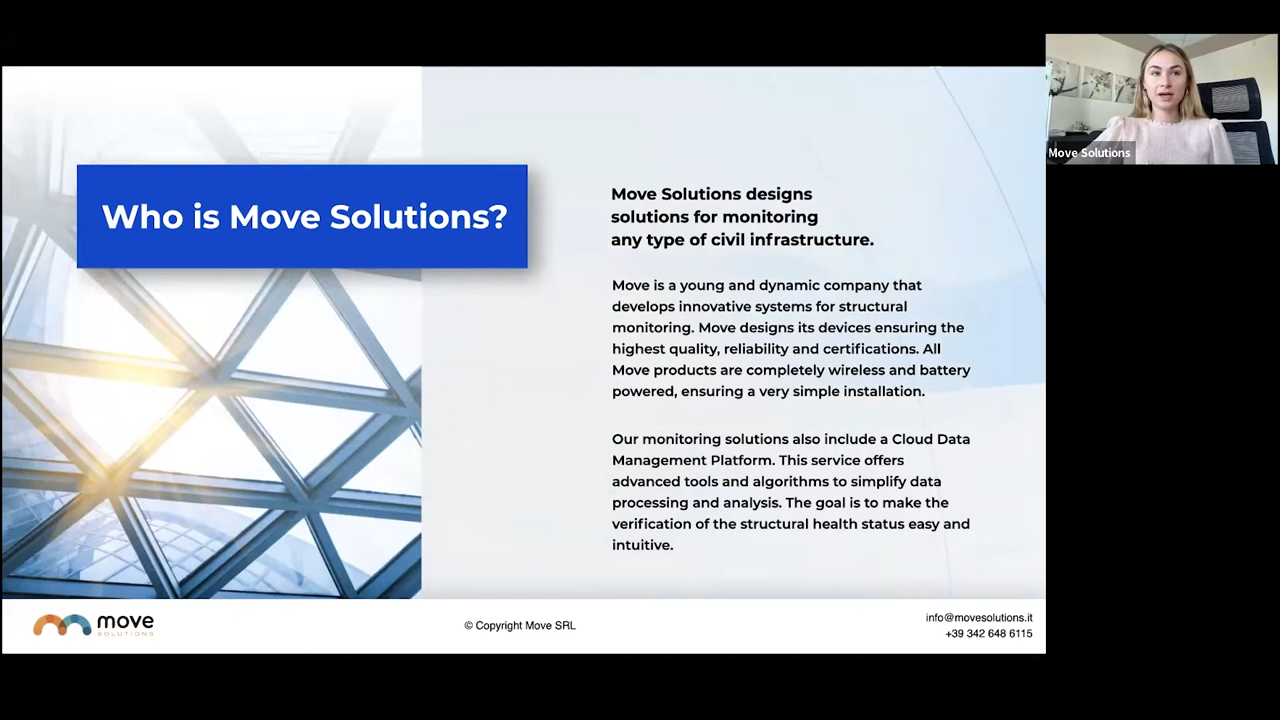 Move Solutions
Who is Move Solutions?
Move Solutions designs
solutions for monitoring
any type of civil infrastructure.
Move is a young and dynamic company that
develops innovative systems for structural
monitoring. Move designs its devices ensuring the
highest quality, reliability and certifications. All
Move products are completely wireless and battery
powered, ensuring a very simple installation.
Our monitoring solutions also include a Cloud Data
Management Platform. This service offers
advanced tools and algorithms to simplify data
processing and analysis. The goal is to make the
verification of the structural health status easy and
intuitive.
move
SOLUTIONS
© Copyright Move SRL
info@movesolutions.it
+39 342 648 6115